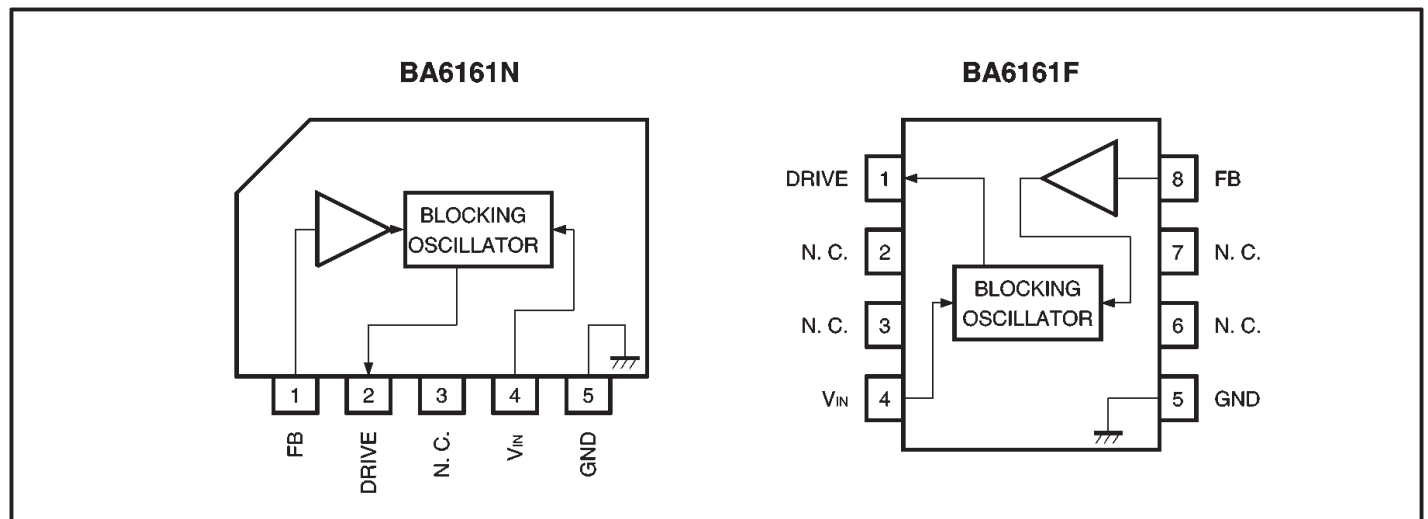 BA6161N
BLOCKING
OSCILLATOR
1
2
3
4
5
FB
DRIVE
N. C.
VIN
GND
BA6161F
DRIVE 1
8 FB
N. C. 2
7 N. C.
BLOCKING
OSCILLATOR
N. C. 3
6 N. C.
VIN 4
5 GND